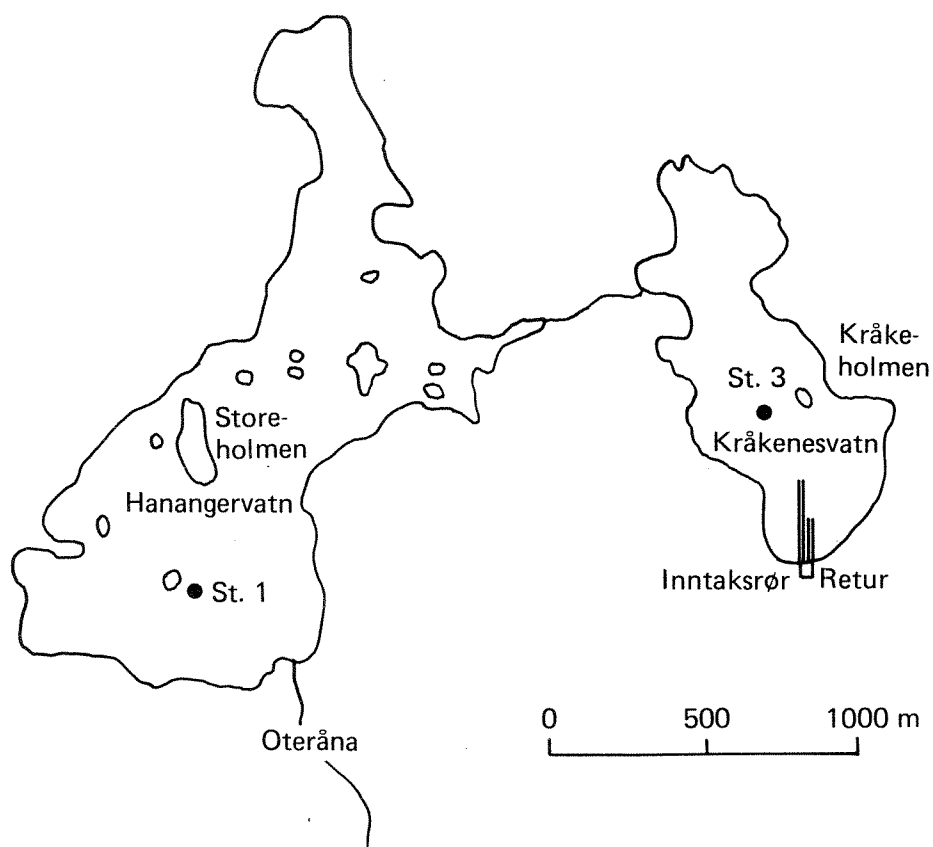 Kråke-
holmen
St. 3
Kråkenesvatn
Store-
holmen
Hanangervatn
St. 1
Inntaksrør
Retur
Oteråna
0 500 1000 m